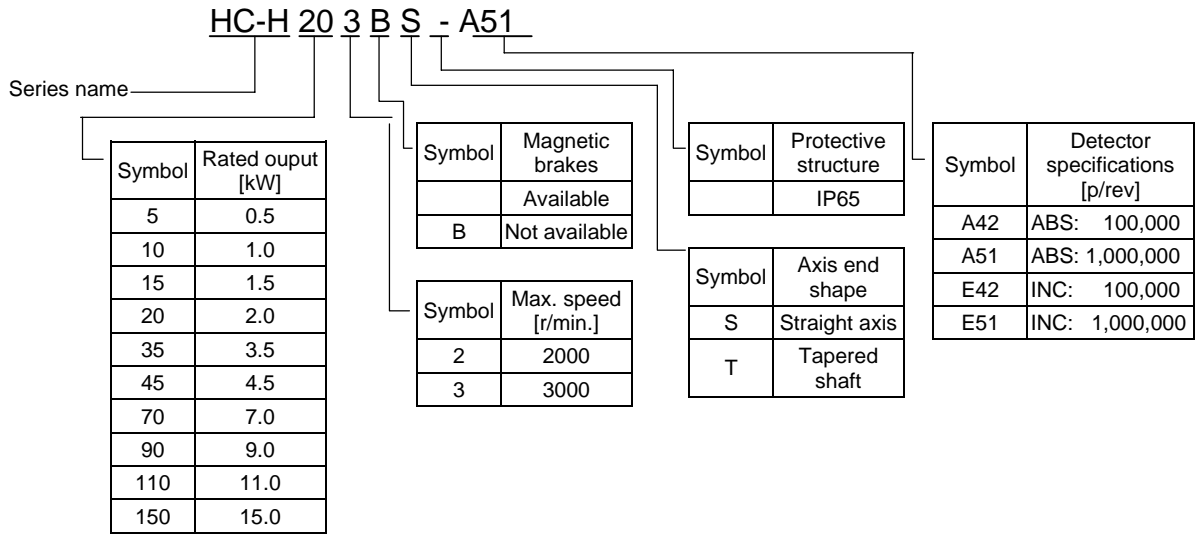 HC-H 20 3 B S - A51
Series name
Symbol Rated ouput [kW]
5 0.5
10 1.0
15 1.5
20 2.0
35 3.5
45 4.5
70 7.0
90 9.0
110 11.0
150 15.0
Symbol Magnetic brakes
Available
B Not available
Symbol Max. speed [r/min.]
2 2000
3 3000
Symbol Protective structure
IP65
Symbol Axis end shape
S Straight axis
T Tapered shaft
Symbol Detector specifications [p/rev]
A42 ABS: 100,000
A51 ABS: 1,000,000
E42 INC: 100,000
E51 INC: 1,000,000